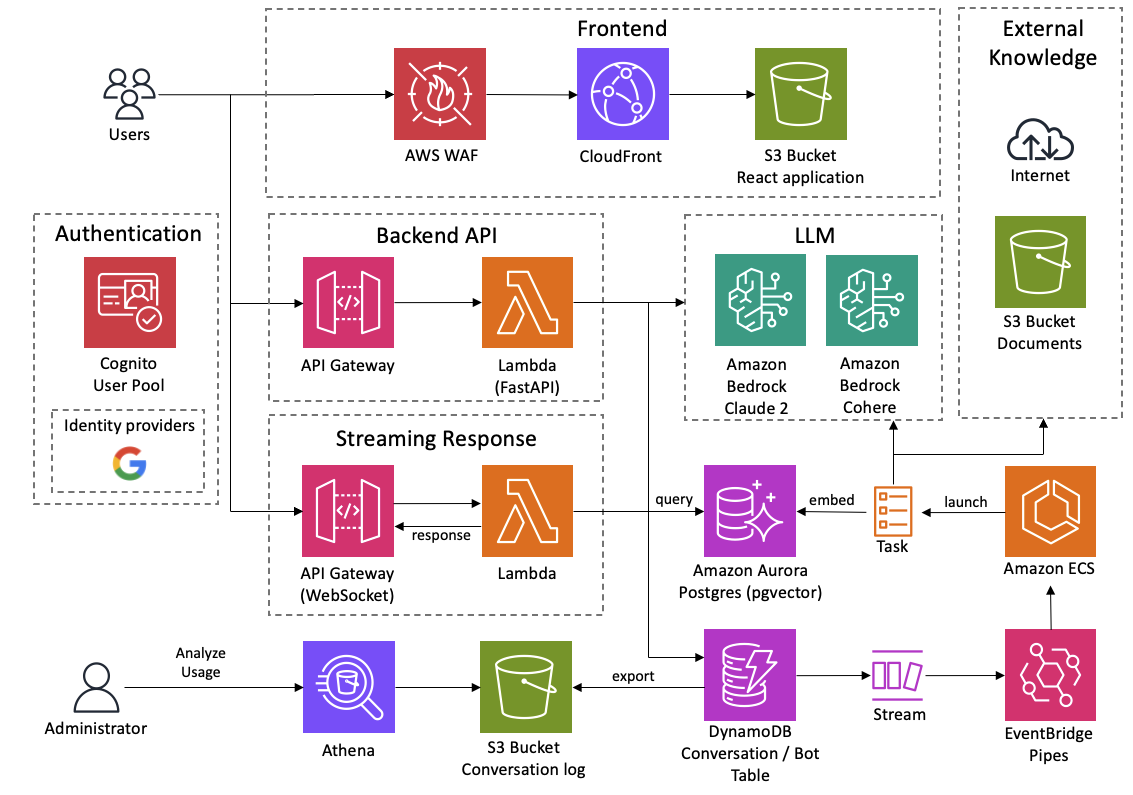 Frontend
External
Knowledge
Users
AWS WAF
CloudFront
S3 Bucket
React application
Internet
S3 Bucket
Documents
Authentication
Cognito
User Pool
Identity providers
Backend API
API Gateway
Lambda
(FastAPI)
LLM
Amazon
Bedrock
Claude 2
Amazon
Bedrock
Cohere
Streaming Response
response
API Gateway
(WebSocket)
Lambda
query
Amazon Aurora
Postgres (pgvector)
embed
Task
launch
Amazon ECS
Administrator
Analyze
Usage
Athena
S3 Bucket
Conversation log
export
DynamoDB
Conversation / Bot
Table
Stream
EventBridge
Pipes